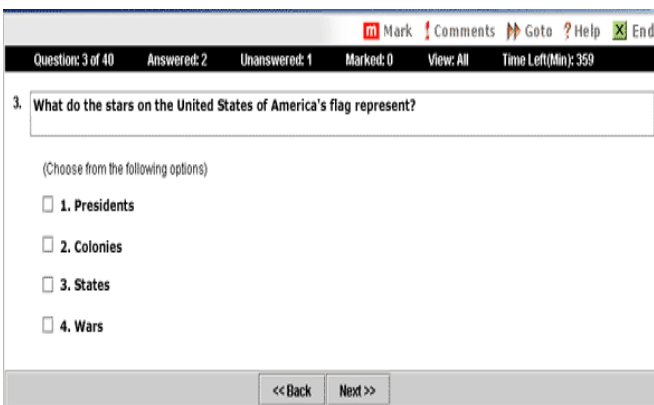 m Mark ! Comments Goto ? Help X End
Question: 3 of 40 Answered: 2 Unanswered: 1 Marked: 0 View: All Time Left(Min): 359
3. What do the stars on the United States of America's flag represent?
(Choose from the following options)
1. Presidents
2. Colonies
3. States
4. Wars
<< Back Next >>